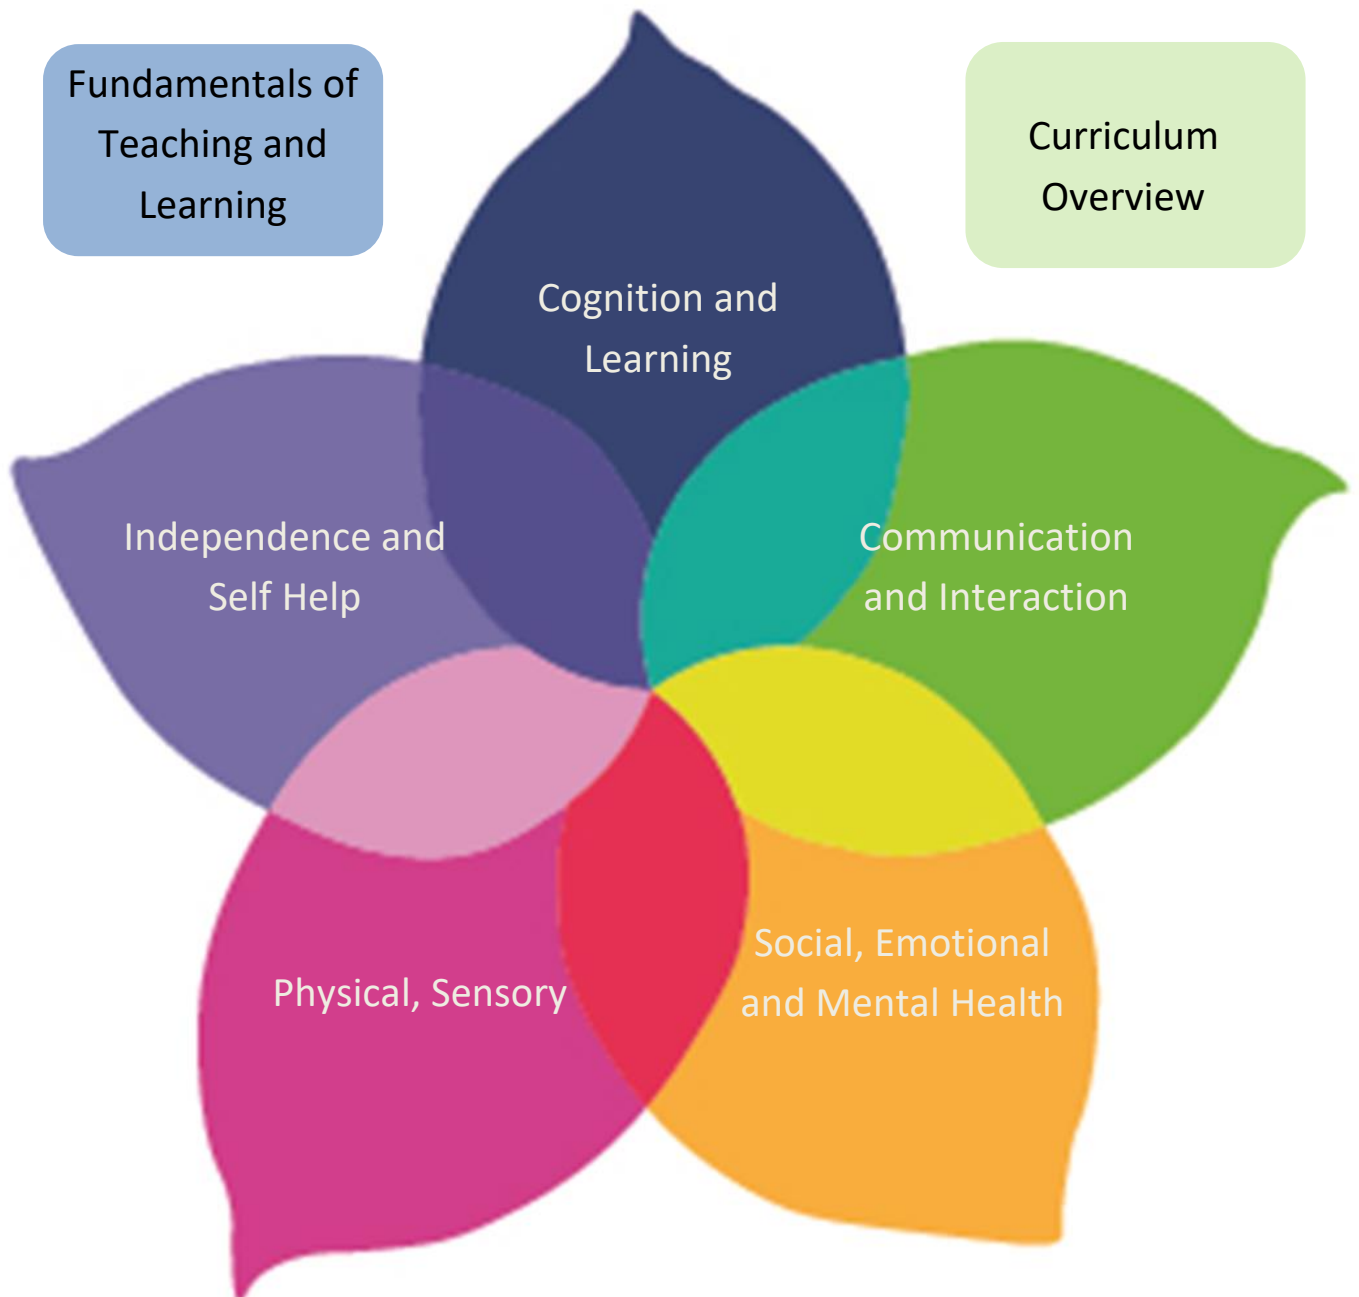 Fundamentals of
Teaching and
Learning
Curriculum
Overview
Cognition and
Learning
Independence and
Self Help
Communication
and Interaction
Physical, Sensory
Social, Emotional
and Mental Health